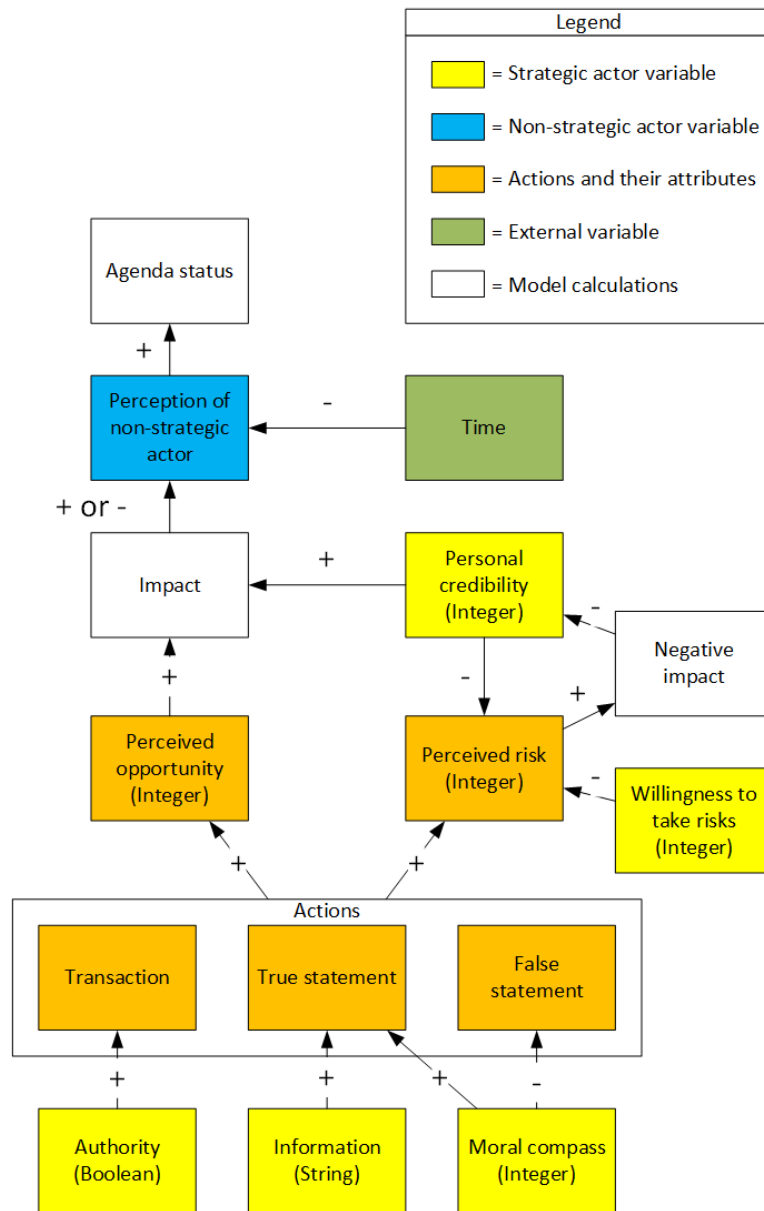 Legend
= Strategic actor variable
= Non-strategic actor variable
= Actions and their attributes
= External variable
= Model calculations
Agenda status
+
Perception of
non-strategic
actor
-
Time
+ or -
Impact
+
Personal
credibility
(Integer)
-
Negative
impact
+
-
+
Perceived
opportunity
(Integer)
Perceived risk
(Integer)
-
Willingness to
take risks
(Integer)
+
+
Actions
Transaction
True statement
False
statement
+
+
+
-
Authority
(Boolean)
Information
(String)
Moral compass
(Integer)